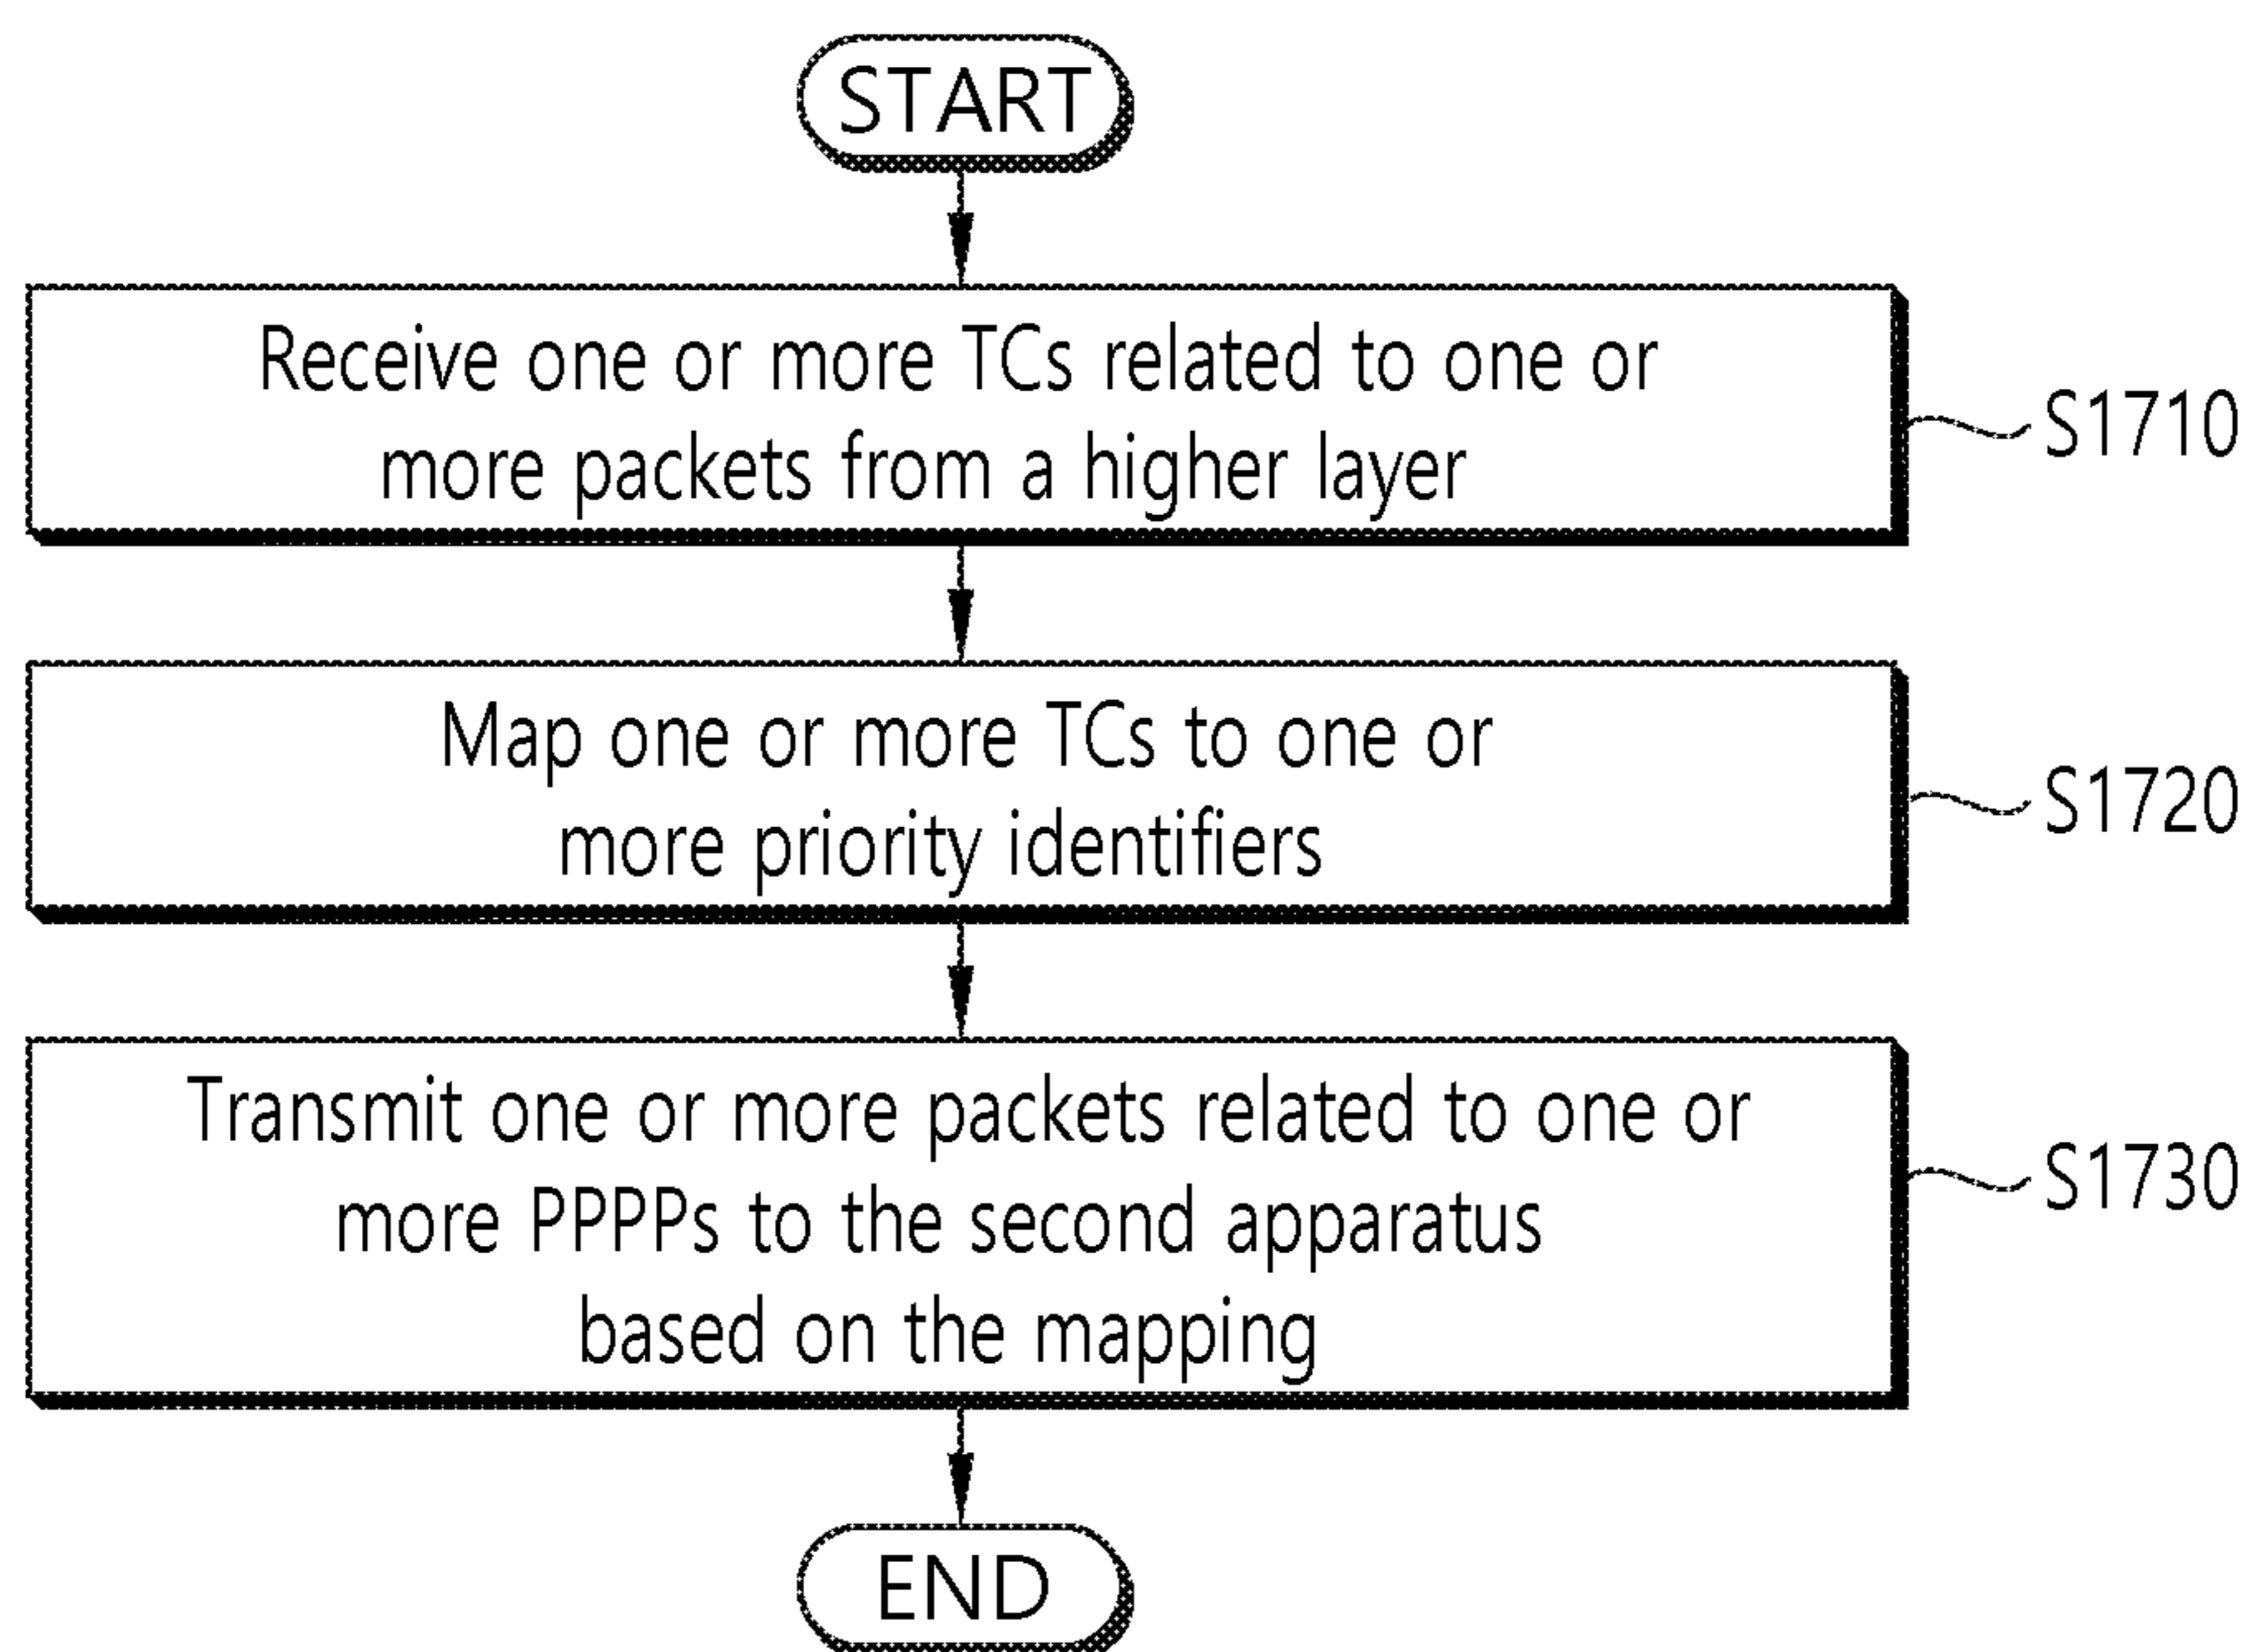 START
Receive one or more TCs related to one or
more packets from a higher layer
S1710
Map one or more TCs to one or
more priority identifiers
S1720
Transmit one or more packets related to one or
more PPPPs to the second apparatus
based on the mapping
S1730
END